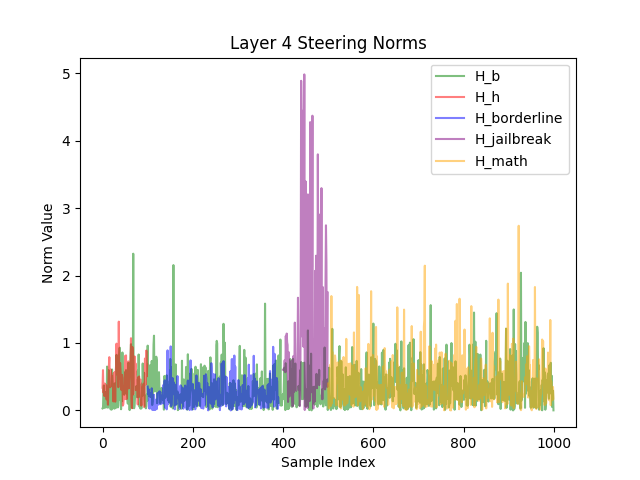 Layer 4 Steering Norms
H_b
H_h
H_borderline
H_jailbreak
H_math
Norm Value
5
4
3
2
1
0
0
200
400
600
800
1000
Sample Index